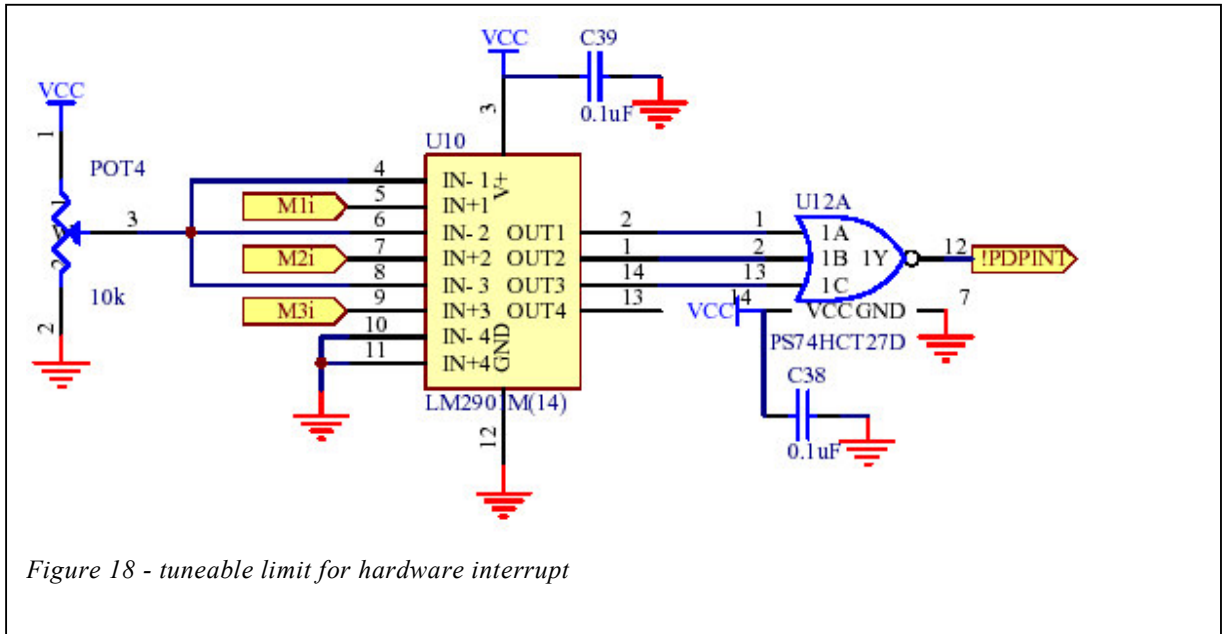 VCC
C39
VCC
3
0.1uF
1
U10
POT4
4
IN- 1
V+
M1i
5
IN+1
U12A
3
6
IN- 2
OUT1
2
1
1A
M2i
7
IN+2
OUT2
1
2
1B
1Y
12
!PDPINT
8
IN- 3
OUT3
14
13
1C
10k
M3i
9
IN+3
OUT4
13
VCC
14
VCC
GND
7
2
10
IN- 4
GND
PS74HCT27D
11
IN+4
C38
LM2901M(14)
12
0.1uF
Figure 18 - tuneable limit for hardware interrupt